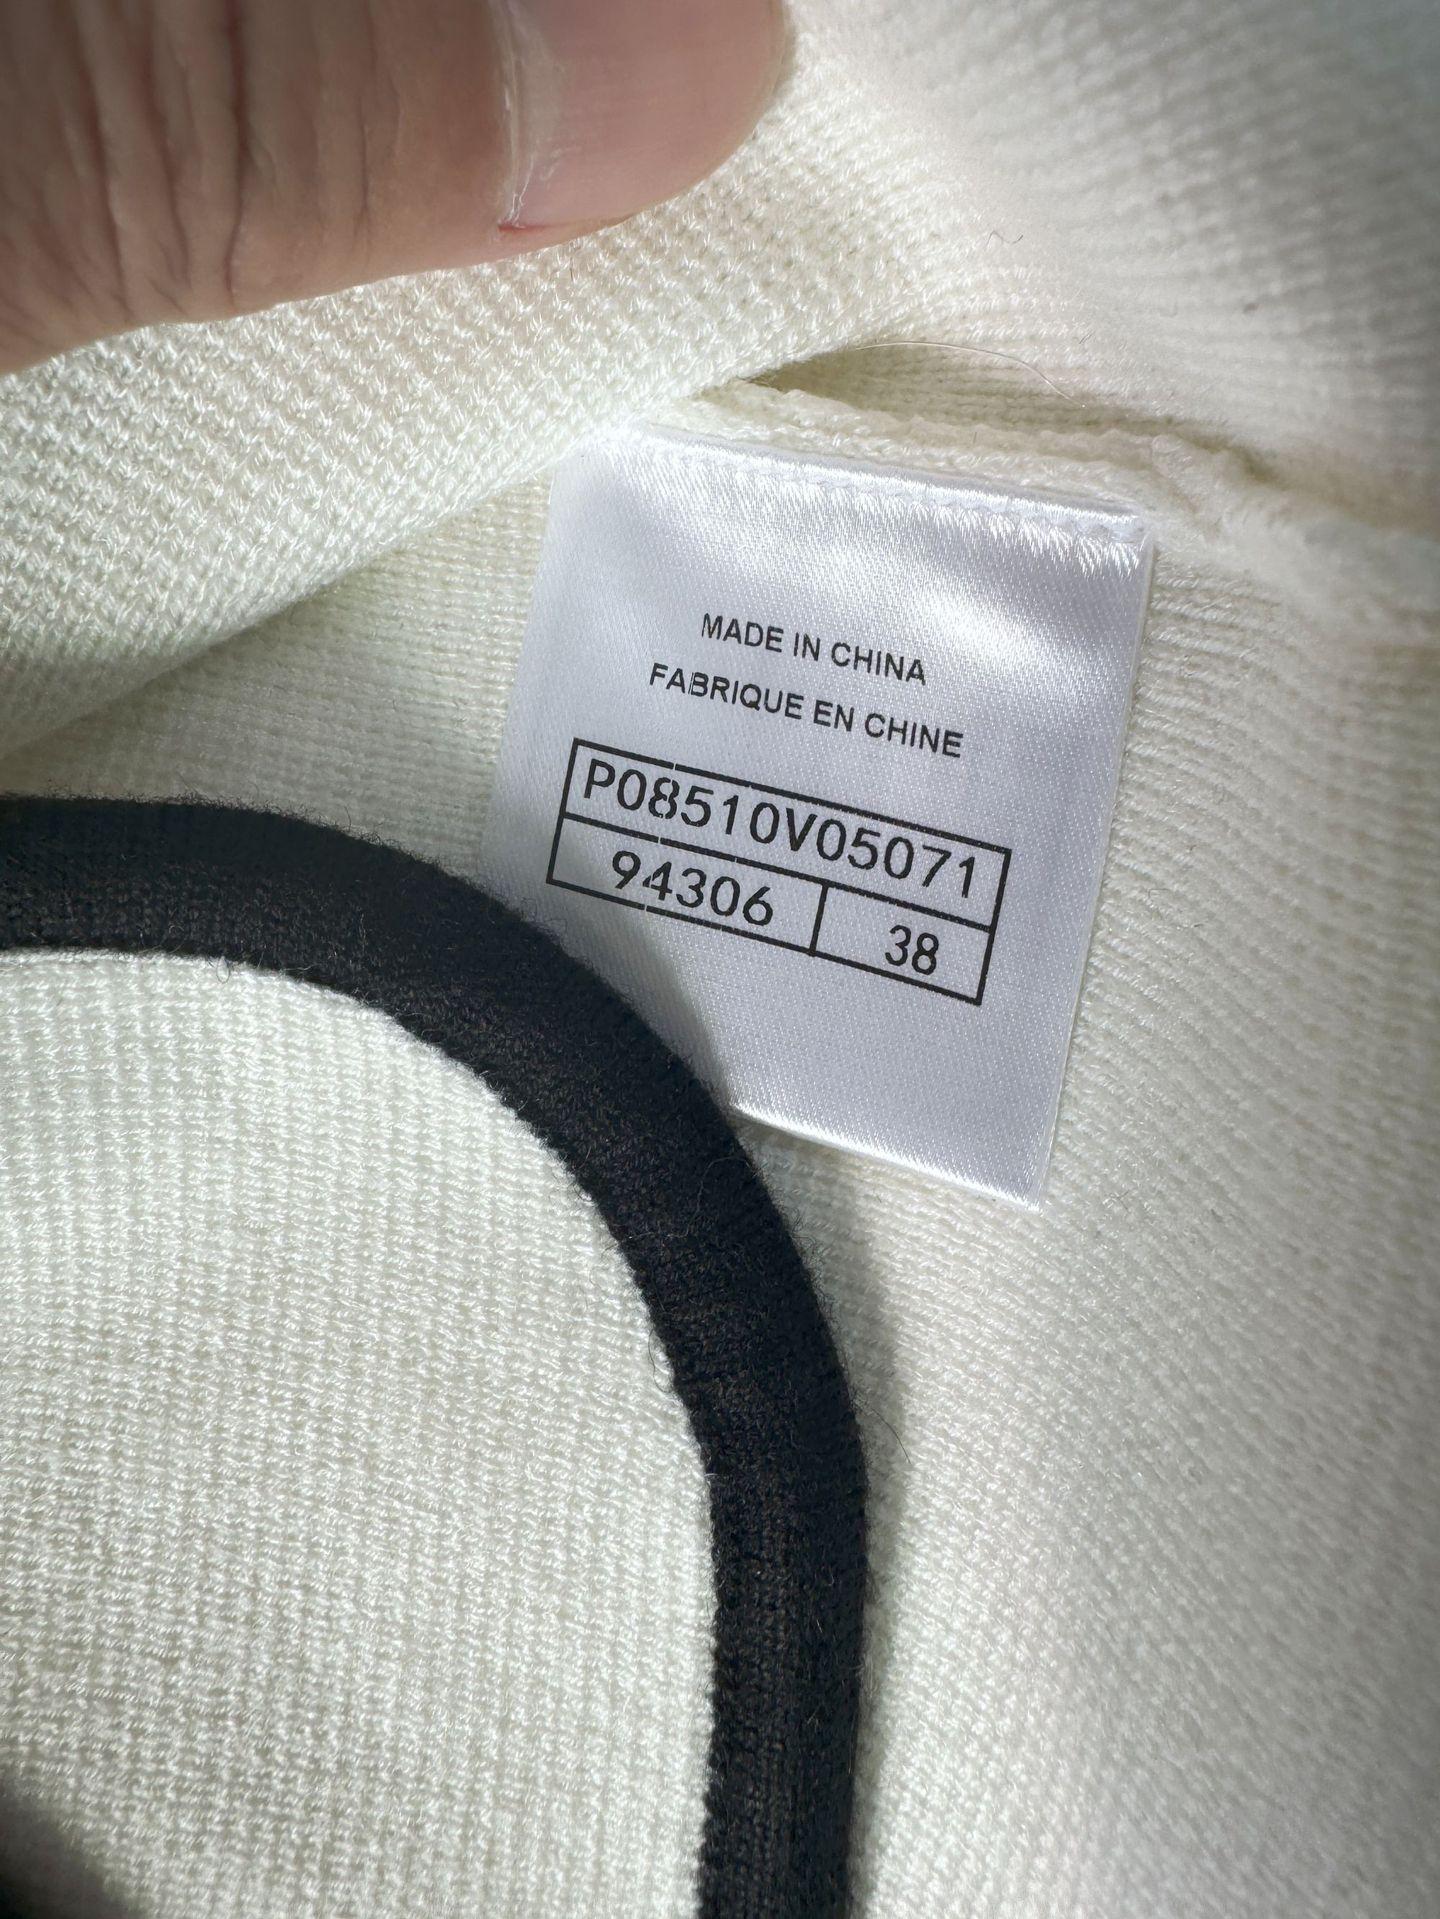 MADE IN CHINA
FABRIQUE EN CHINE
P08510V05071
94306 38